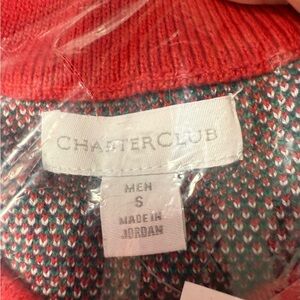 CHARTER CLUB
MEN
S
MADE IN
JORDAN